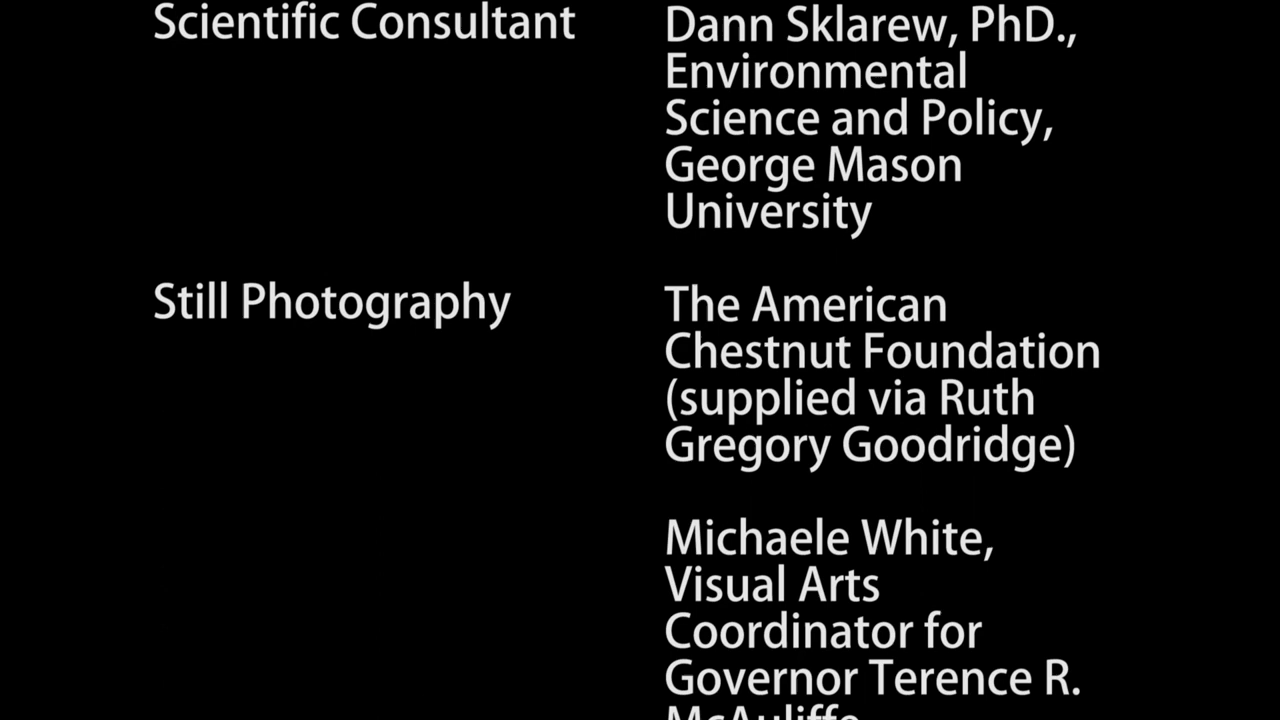 Scientific Consultant
Dann Sklarew, PhD.,
Environmental
Science and Policy,
George Mason
University
Still Photography
The American
Chestnut Foundation
(supplied via Ruth
Gregory Goodridge)
Michaele White,
Visual Arts
Coordinator for
Governor Terence R.
McAuliffe